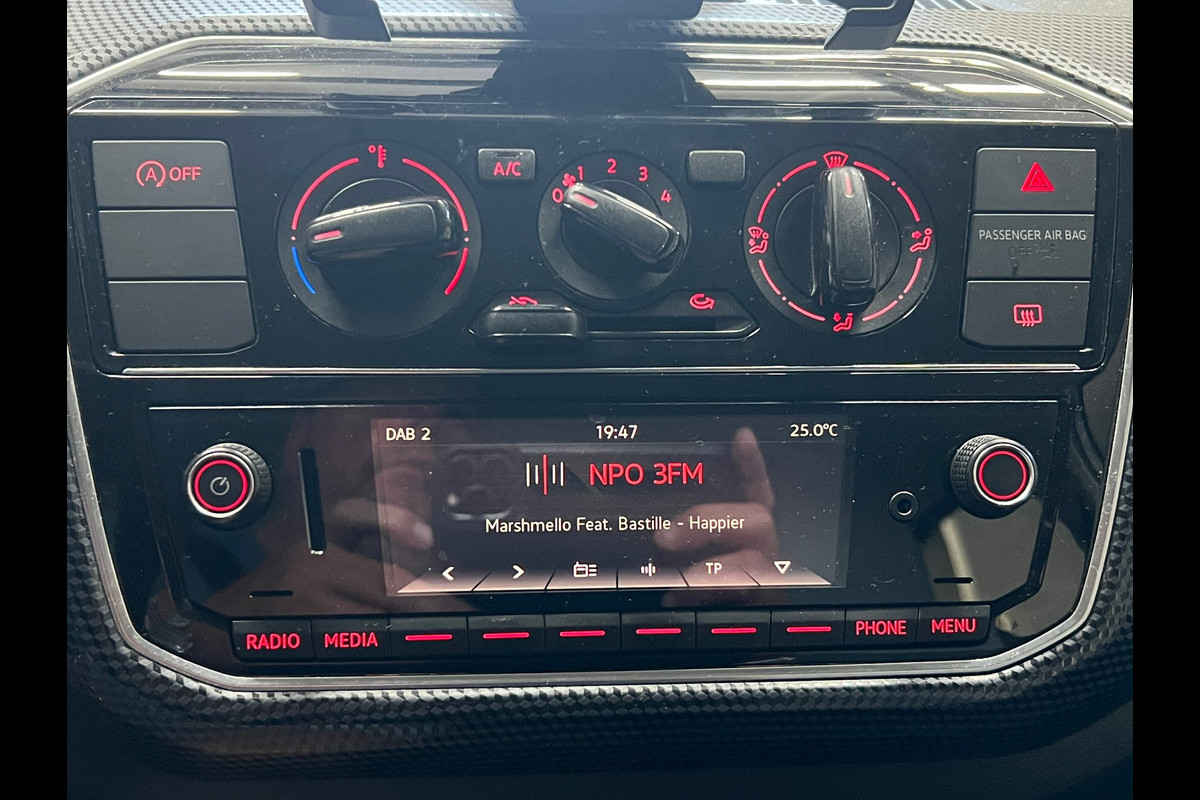 A OFF
A/C
0 1 2 3 4
PASSENGER AIR BAG
OFF
DAB 2 19:47 25.0°C
NPO 3FM
Marshmello Feat. Bastille - Happier
TP
RADIO MEDIA PHONE MENU